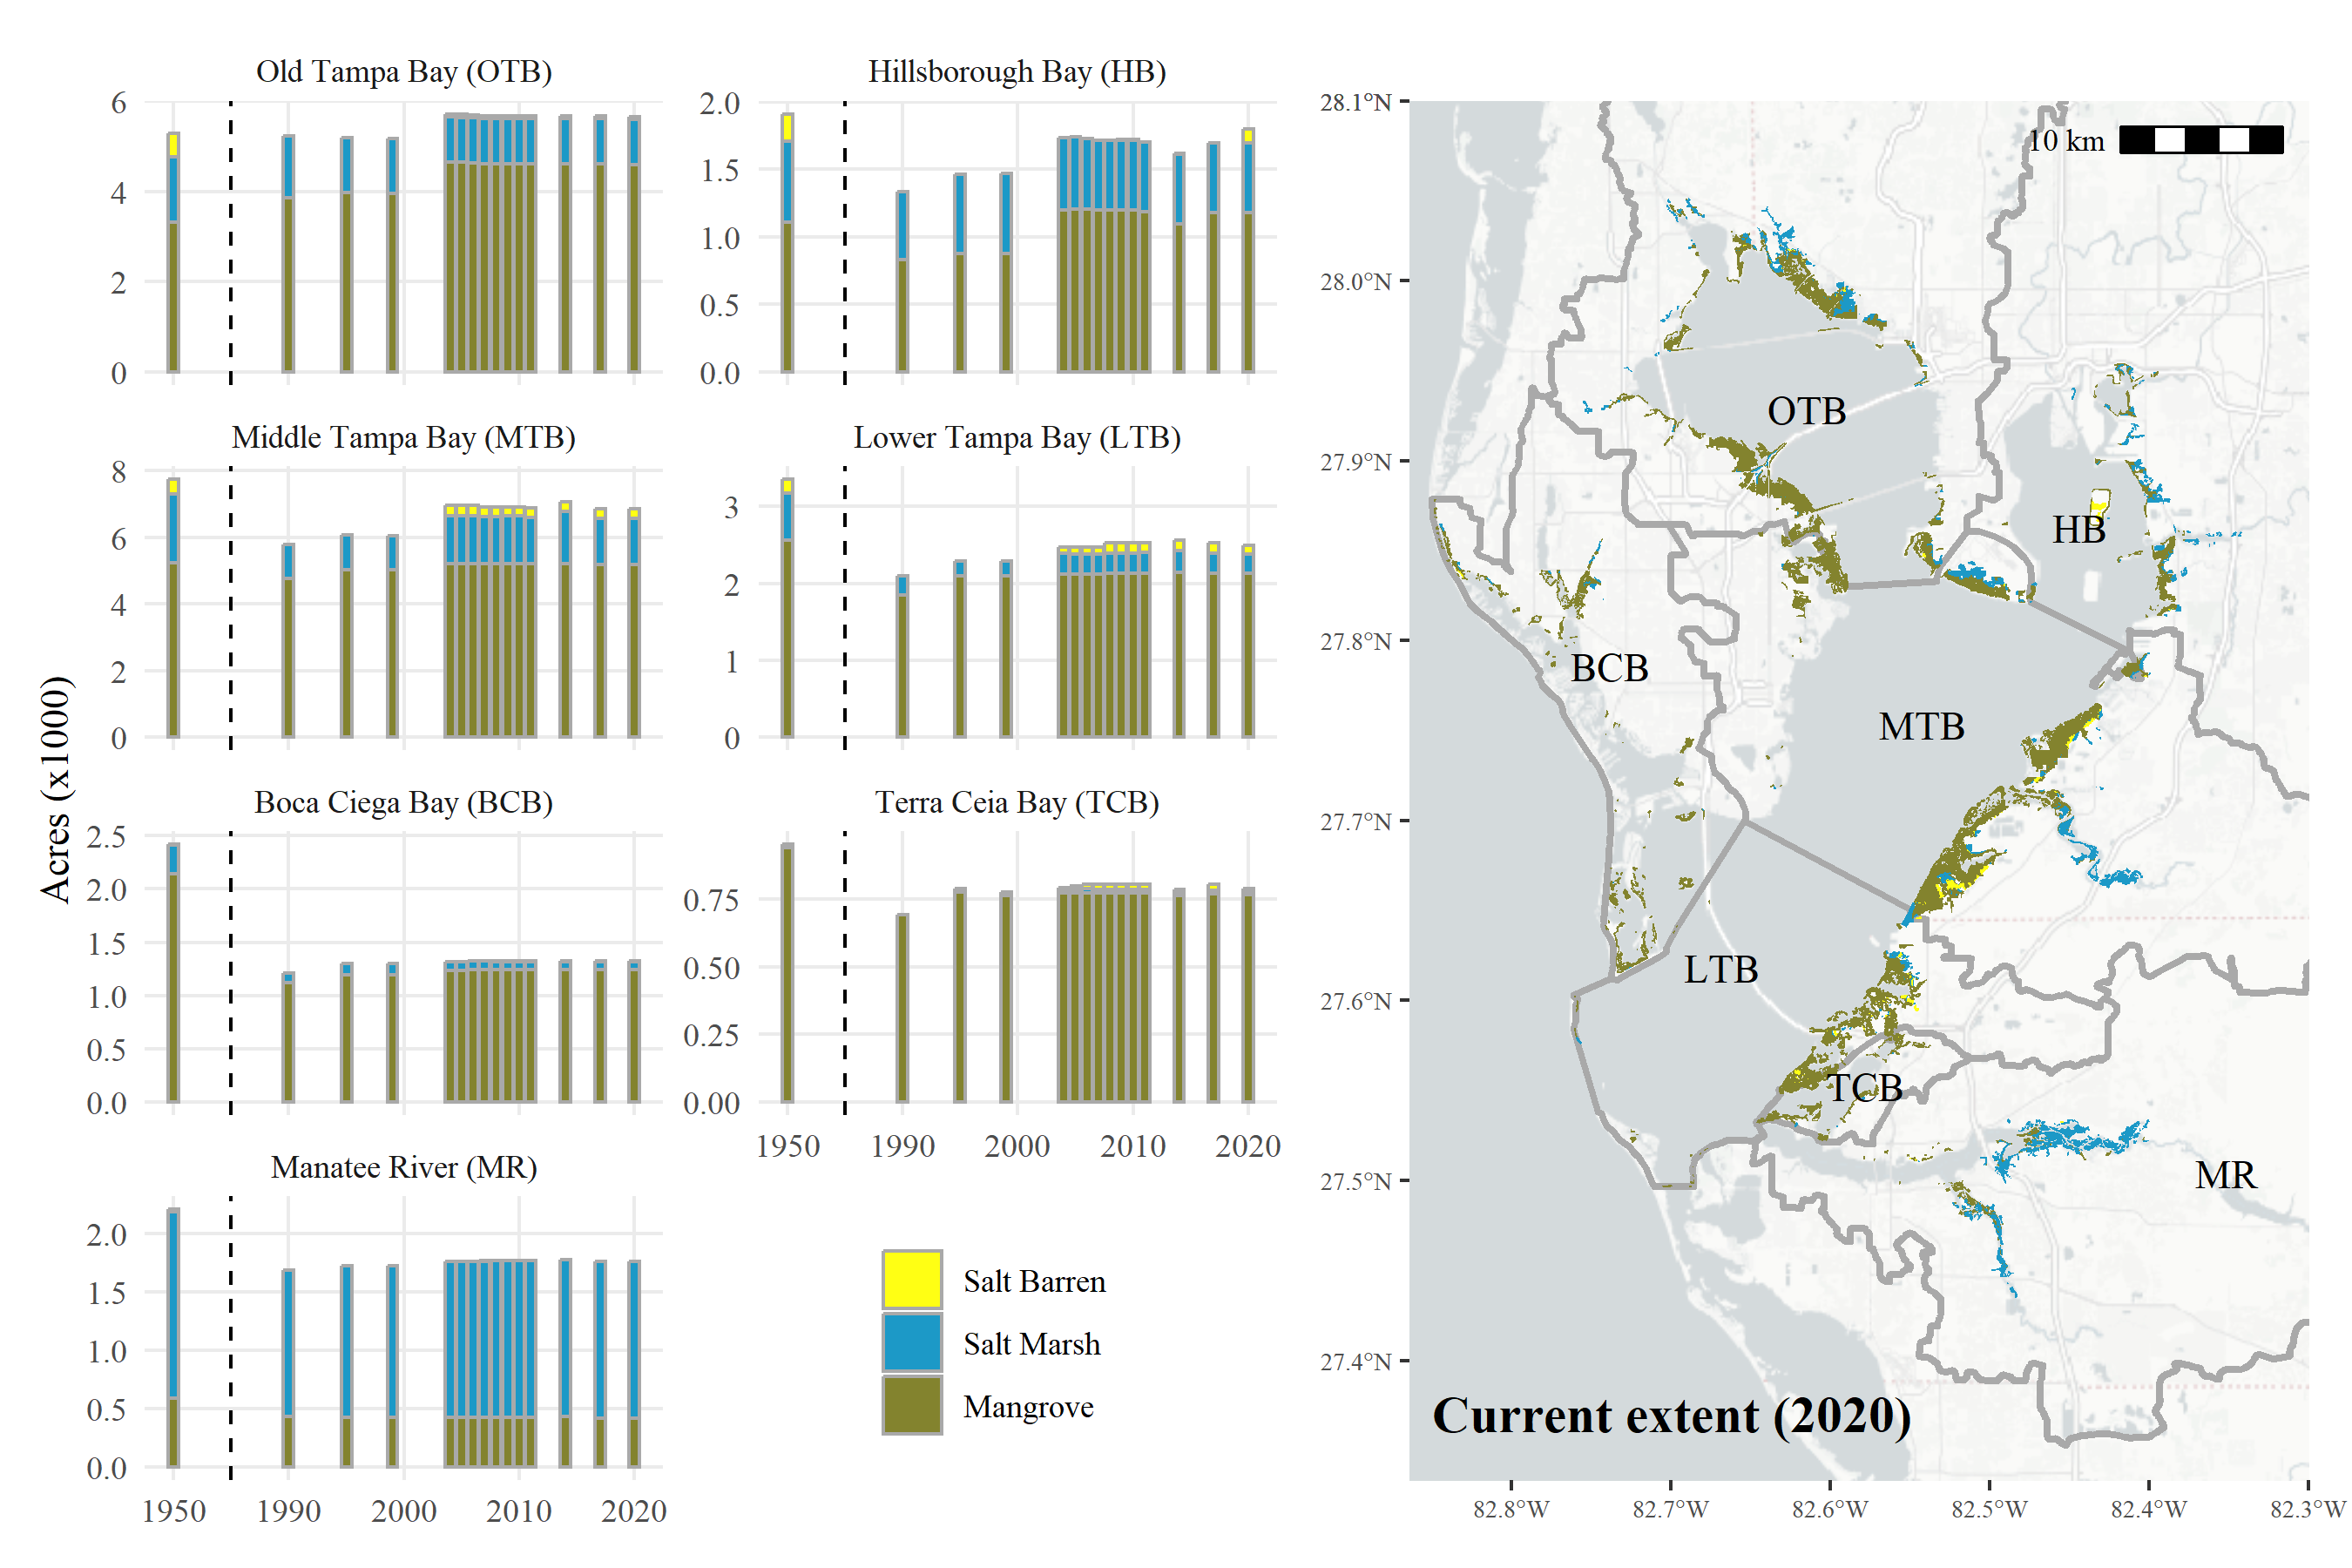 Acres (x1000)
Old Tampa Bay (OTB)
6
4
2
0
Hillsborough Bay (HB)
2.0
1.5
1.0
0.5
0.0
Middle Tampa Bay (MTB)
8
6
4
2
0
Lower Tampa Bay (LTB)
3
2
1
0
Boca Ciega Bay (BCB)
2.5
2.0
1.5
1.0
0.5
0.0
Terra Ceia Bay (TCB)
0.75
0.50
0.25
0.00
1950 1990 2000 2010 2020
Manatee River (MR)
2.0
1.5
1.0
0.5
0.0
1950 1990 2000 2010 2020
Salt Barren
Salt Marsh
Mangrove
28.1°N
28.0°N
27.9°N
27.8°N
27.7°N
27.6°N
27.5°N
27.4°N
10 km
OTB
HB
BCB
MTB
LTB
TCB
MR
Current extent (2020)
82.8°W 82.7°W 82.6°W 82.5°W 82.4°W 82.3°W